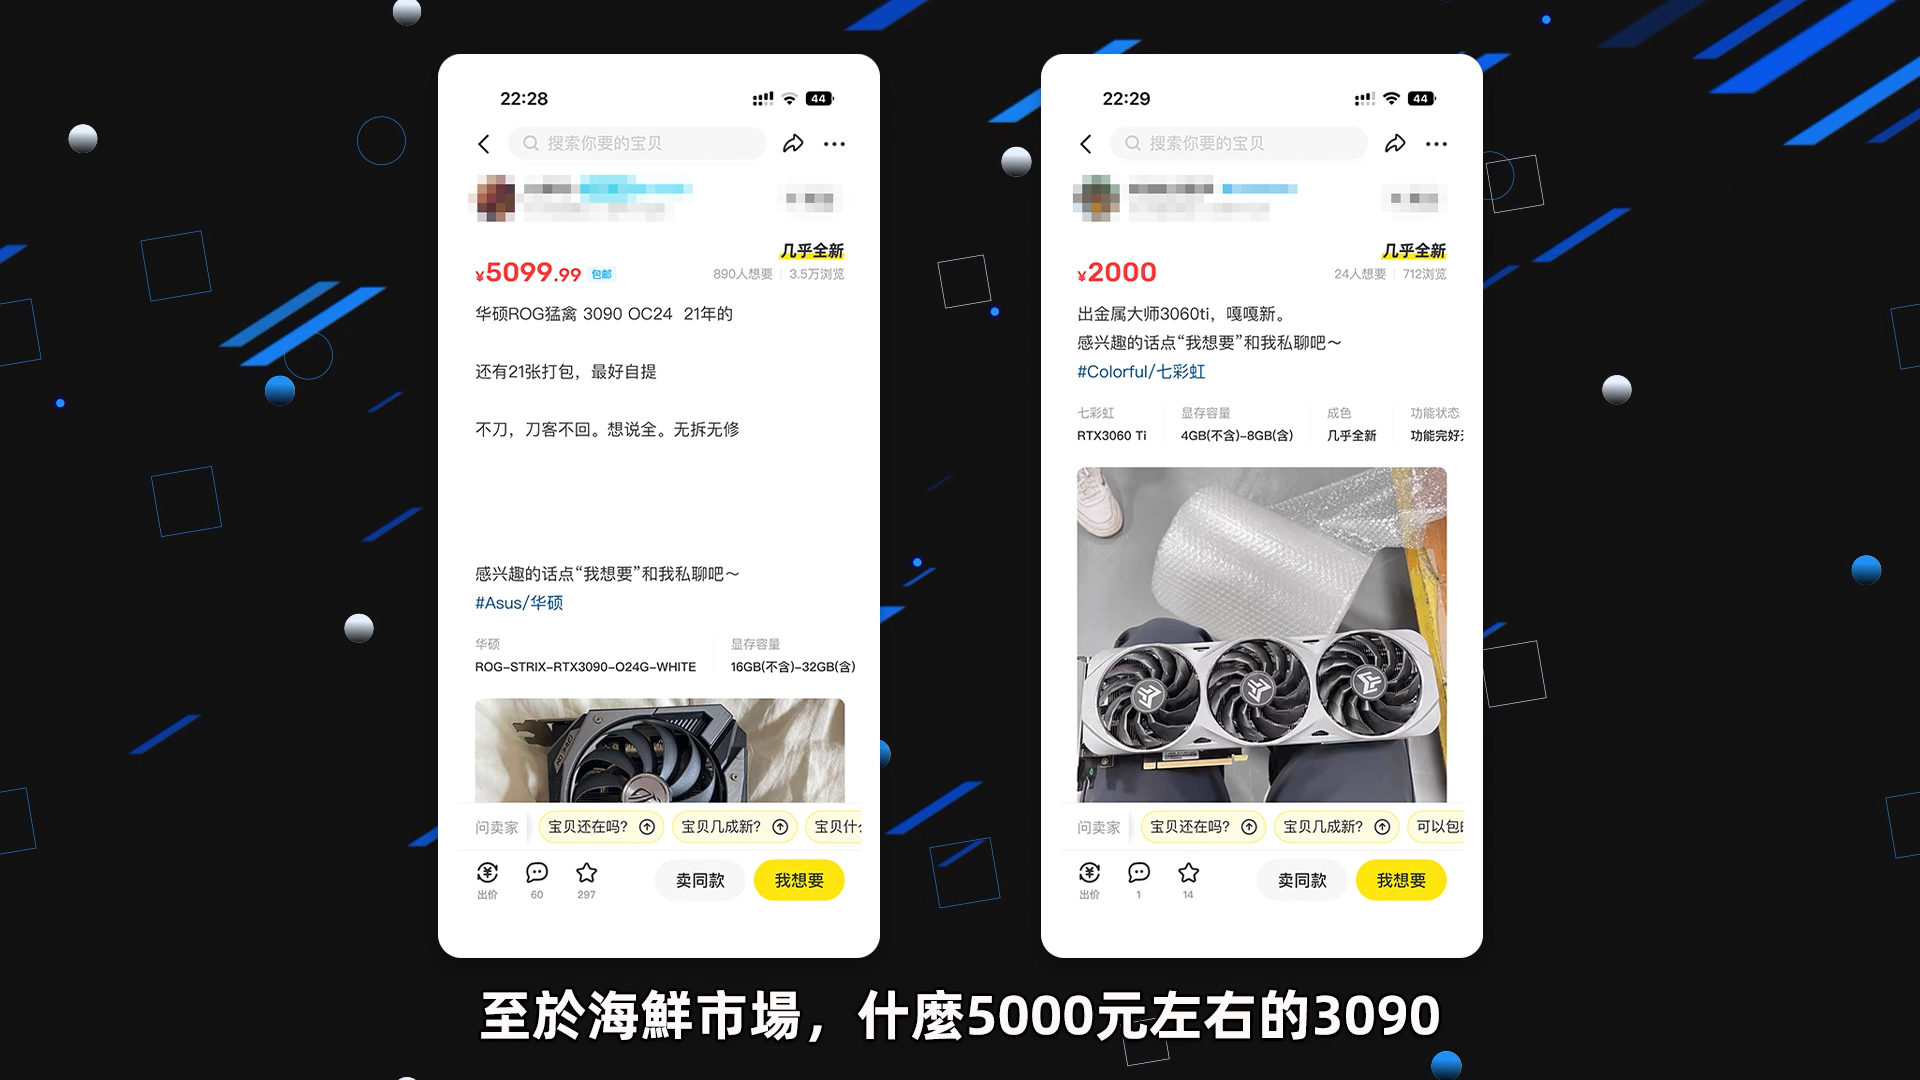 22:28
44
搜索你要的宝贝
几乎全新
¥5099.99 包邮
890人想要 3.5万浏览
华硕ROG猛禽 3090 OC24 21年的
还有21张打包，最好自提
不刀，刀客不回。想说全。无拆无修
感兴趣的话点“我想要”和我私聊吧～
#Asus/华硕
华硕 显存容量
ROG-STRIX-RTX3090-O24G-WHITE 16GB(不含)-32GB(含)
问卖家 宝贝还在吗? 宝贝几成新? 宝贝什
出价 60 297 卖同款 我想要
22:29
44
搜索你要的宝贝
几乎全新
¥2000
24人想要 712浏览
出金属大师3060ti，嘎嘎新。
感兴趣的话点“我想要”和我私聊吧～
#Colorful/七彩虹
七彩虹 显存容量 成色 功能状态
RTX3060 Ti 4GB(不含)-8GB(含) 几乎全新 功能完好
问卖家 宝贝还在吗? 宝贝几成新? 可以包
出价 1 14 卖同款 我想要
至於海鮮市場，什麼5000元左右的3090